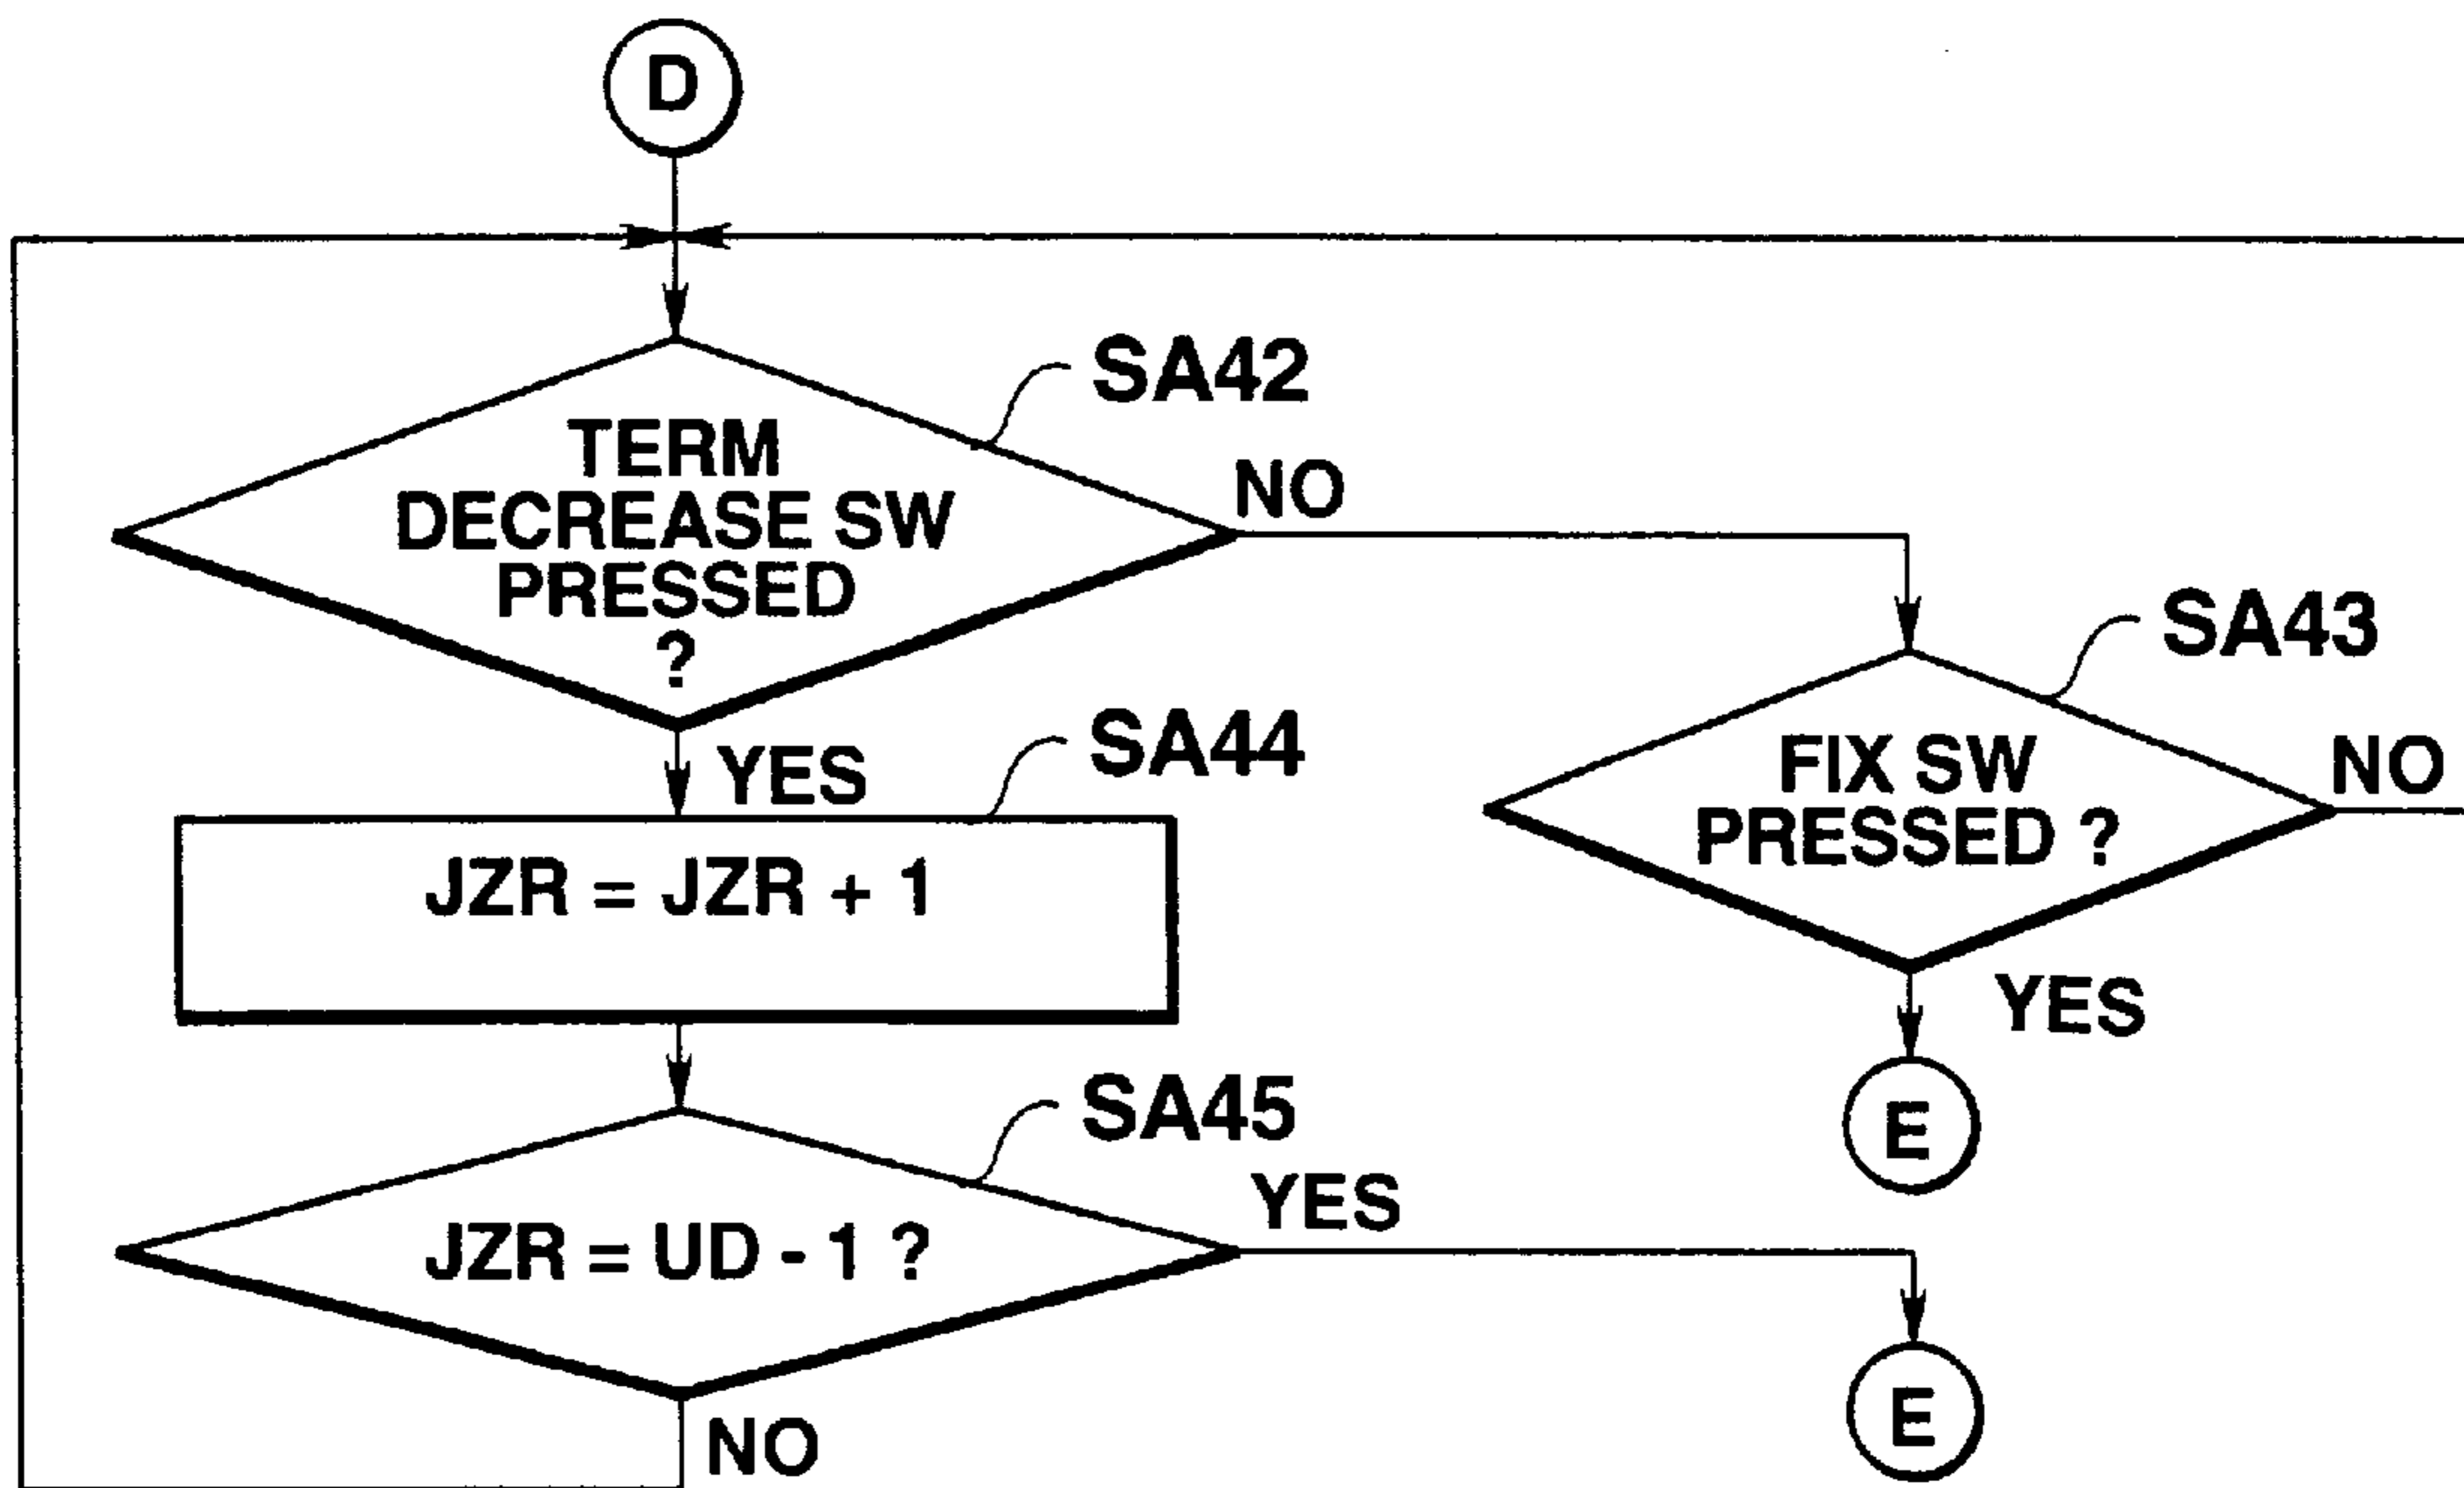 D
SA42
TERM
DECREASE SW
PRESSED
?
NO
YES
SA43
FIX SW
PRESSED ?
NO
YES
E
SA44
JZR = JZR + 1
SA45
JZR = UD - 1 ?
YES
E
NO